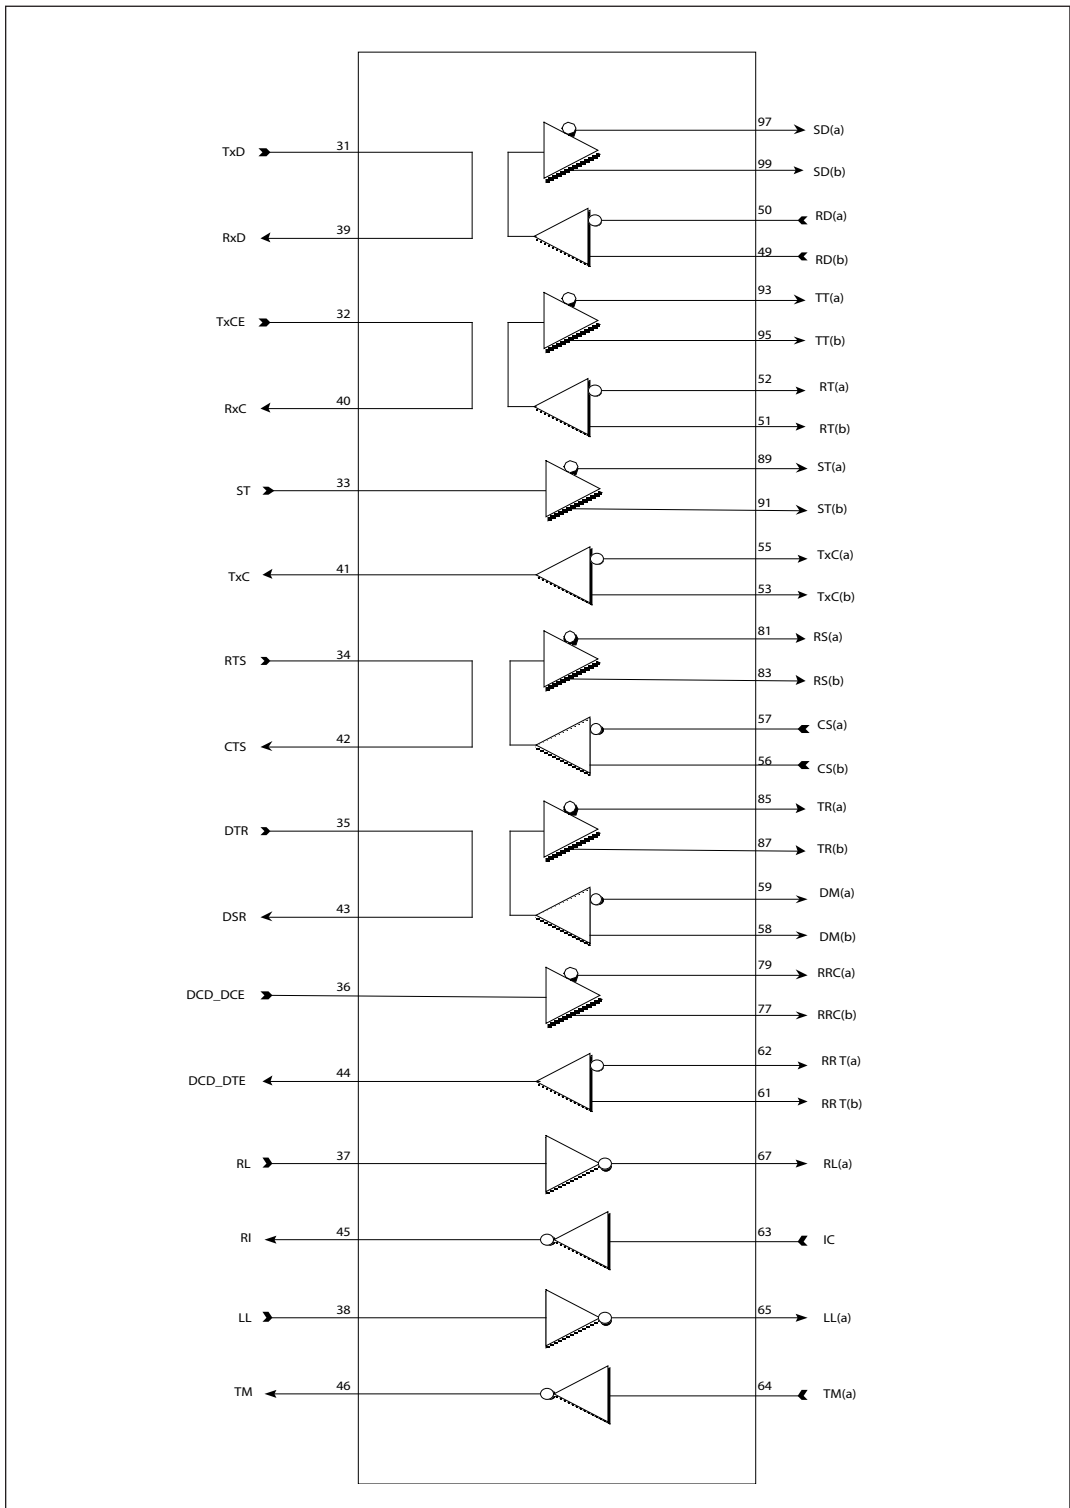 97 SD(a)
TxD 31
99 SD(b)
50 RD(a)
RxD 39
49 RD(b)
93 TT(a)
TxCE 32
95 TT(b)
52 RT(a)
RxC 40
51 RT(b)
89 ST(a)
ST 33
91 ST(b)
55 TxC(a)
TxC 41
53 TxC(b)
81 RS(a)
RTS 34
83 RS(b)
57 CS(a)
CTS 42
56 CS(b)
85 TR(a)
DTR 35
87 TR(b)
59 DM(a)
DSR 43
58 DM(b)
79 RRC(a)
DCD_DCE 36
77 RRC(b)
62 RR T(a)
DCD_DTE 44
61 RR T(b)
RL 37 67 RL(a)
RI 45 63 IC
LL 38 65 LL(a)
TM 46 64 TM(a)